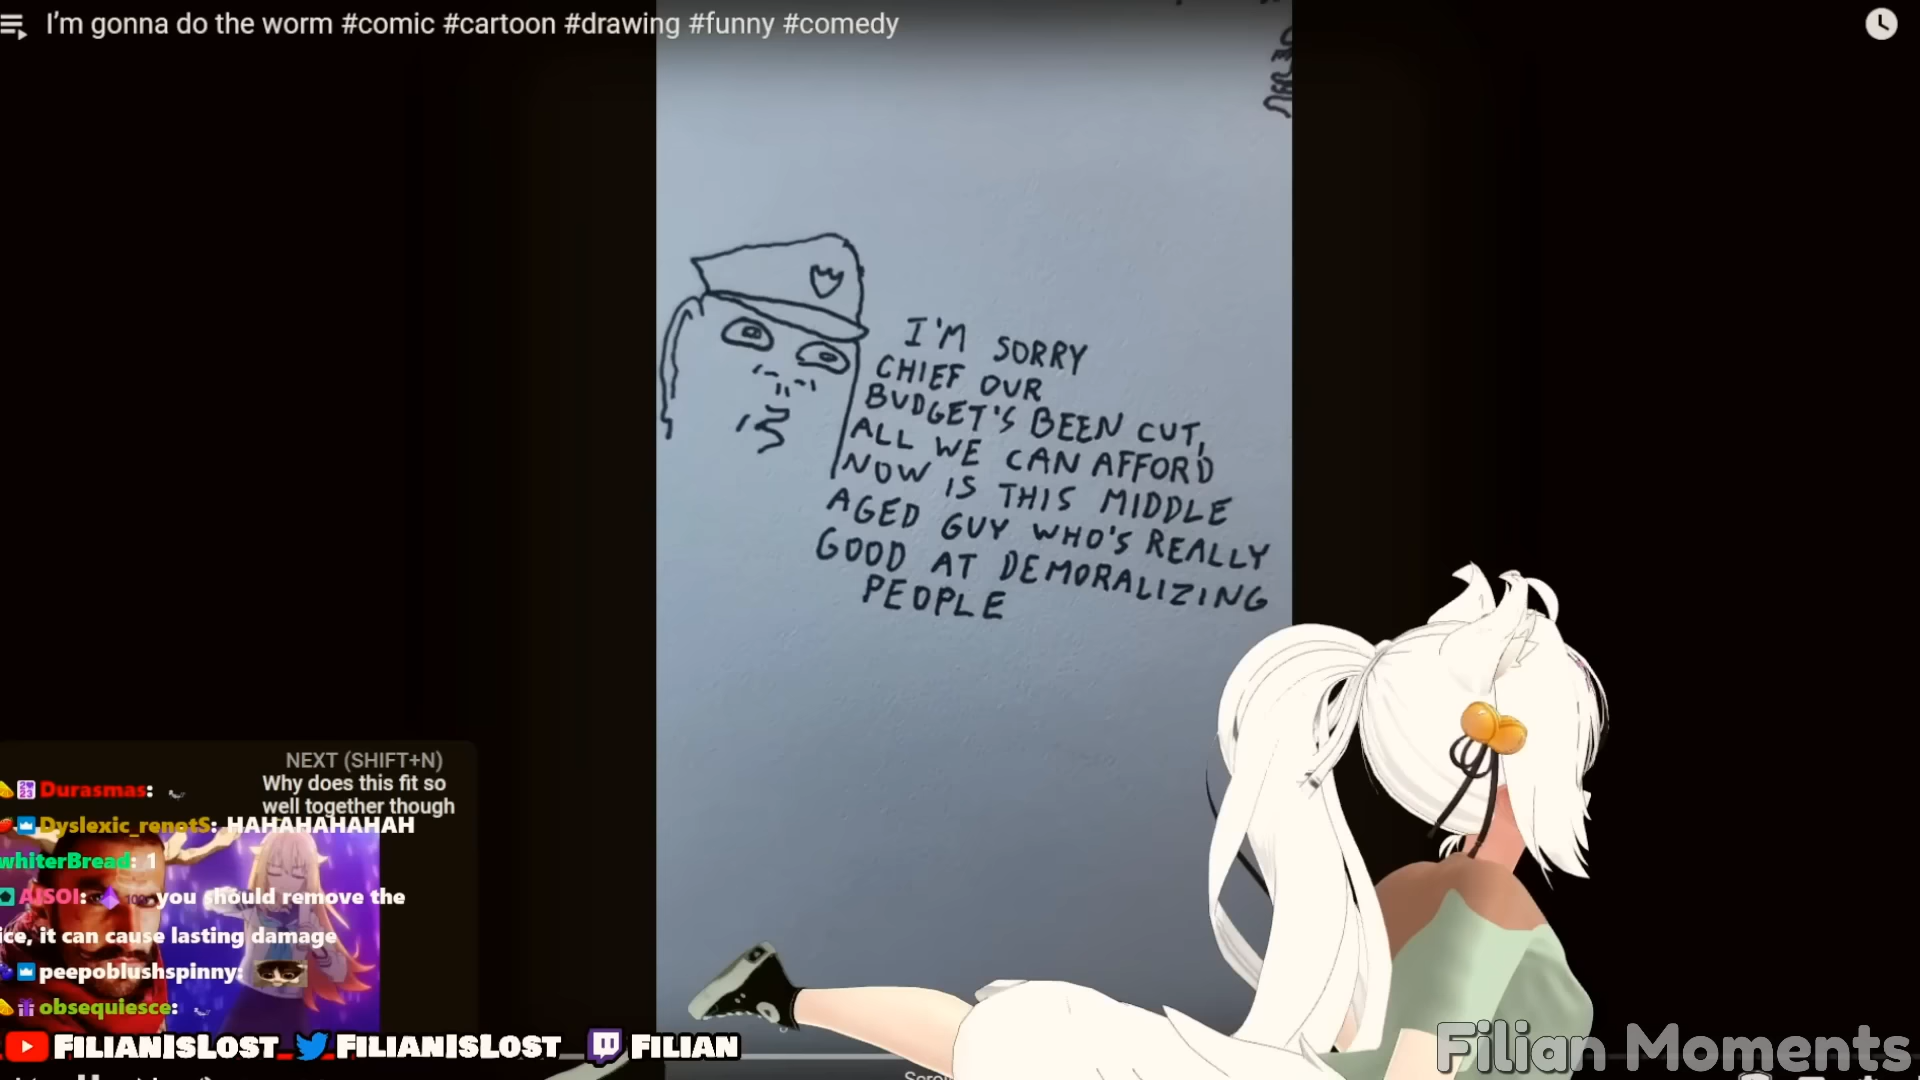 I'm gonna do the worm #comic #cartoon #drawing #funny #comedy
I'M SORRY
CHIEF OUR
BUDGET'S BEEN CUT,
ALL WE CAN AFFORD
NOW IS THIS MIDDLE
AGED GUY WHO'S REALLY
GOOD AT DEMORALIZING
PEOPLE
NEXT (SHIFT+N)
Why does this fit so
well together though
Durasmas:
Dyslexic_renotS: HAHAHAHAHAH
whiterBread: 1
AJSOI: 100 you should remove the
ice, it can cause lasting damage
peepoblushspinny:
obsequiesce:
FILIANISLOST FILIANISLOST FILIAN
Filian Moments